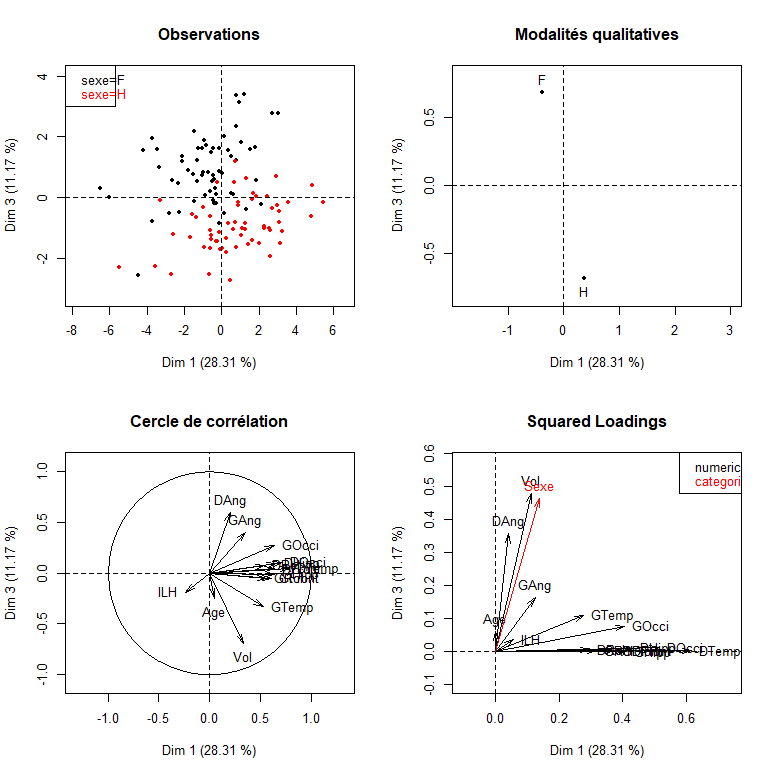 Observations
sexe=F
sexe=H
4
2
0
-2
Dim 3 (11.17 %)
-8 -6 -4 -2 0 2 4 6
Dim 1 (28.31 %)
Modalités qualitatives
F
H
0.5
0.0
-0.5
Dim 3 (11.17 %)
-1 0 1 2 3
Dim 1 (28.31 %)
Cercle de corrélation
DAng
GAng
GOcci
DOcci
ILH
Age
GTemp
Vol
1.0
0.5
0.0
-0.5
-1.0
Dim 3 (11.17 %)
-1.0 -0.5 0.0 0.5 1.0
Dim 1 (28.31 %)
Squared Loadings
numeric
categori
Vol
Sexe
DAng
GAng
Age
GTemp
GOcci
ILH
DOcci
DTemp
0.6
0.5
0.4
0.3
0.2
0.1
0.0
-0.1
Dim 3 (11.17 %)
0.0 0.2 0.4 0.6
Dim 1 (28.31 %)